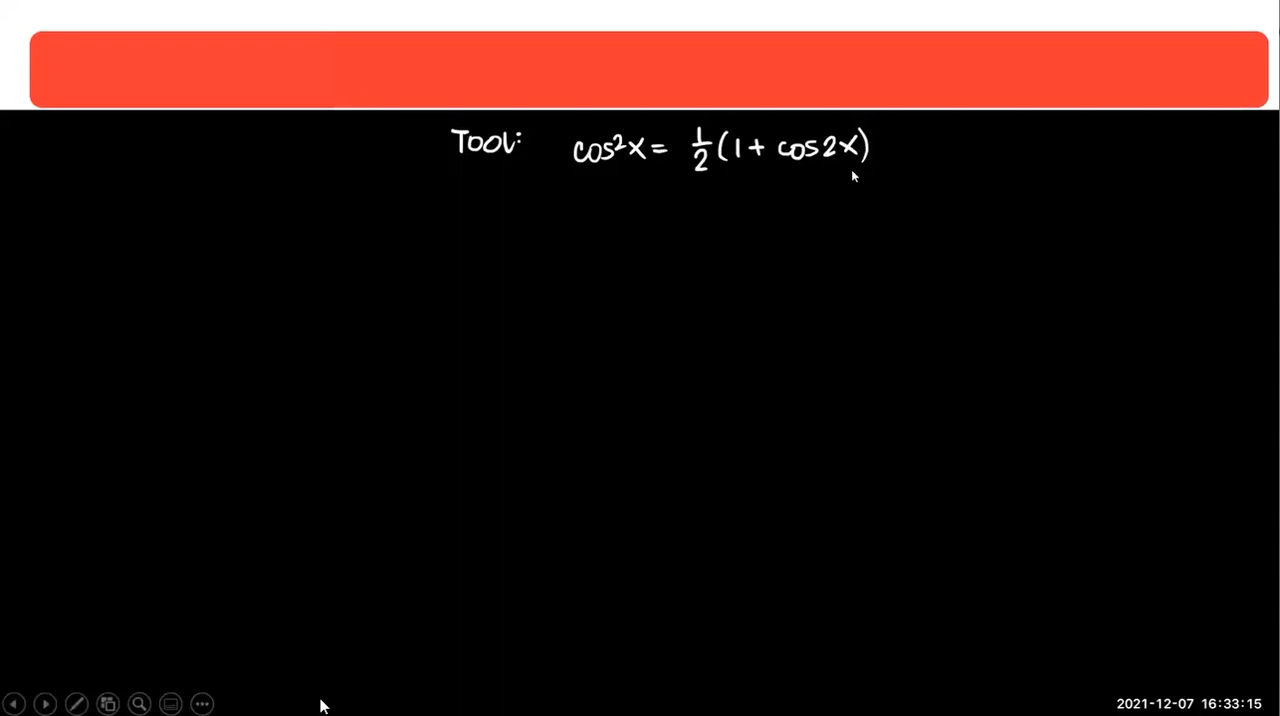 Tool: cos²x = ½(1 + cos2x)
2021-12-07 16:33:15